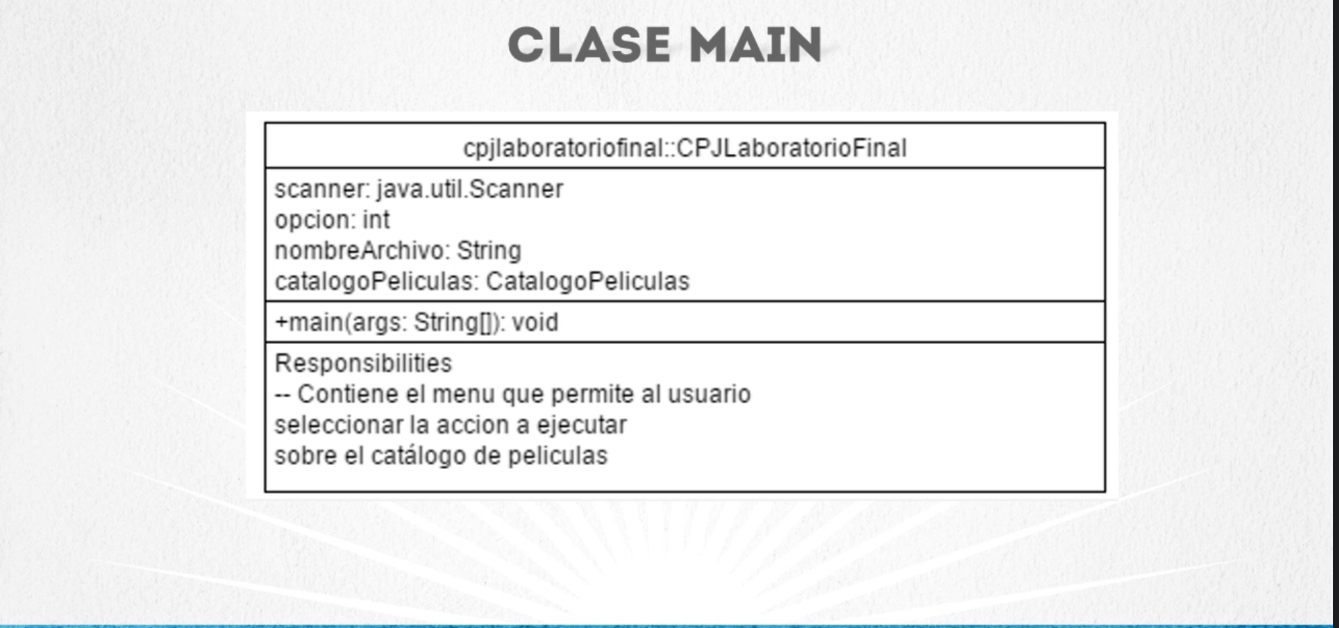 CLASE MAIN
cpjlaboratoriofinal::CPJLaboratorioFinal
scanner: java.util.Scanner
opcion: int
nombreArchivo: String
catalogoPeliculas: CatalogoPeliculas
+main(args: String[]): void
Responsibilities
-- Contiene el menu que permite al usuario
seleccionar la accion a ejecutar
sobre el catálogo de peliculas